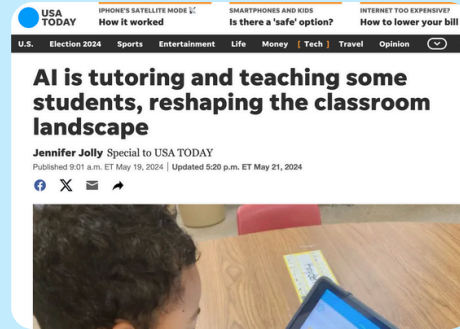 USA
TODAY
IPHONE'S SATELLITE MODE
How it worked
SMARTPHONES AND KIDS
Is there a 'safe' option?
INTERNET TOO EXPENSIVE?
How to lower your bill
U.S. Election 2024 Sports Entertainment Life Money [ Tech ] Travel Opinion
AI is tutoring and teaching some
students, reshaping the classroom
landscape
Jennifer Jolly Special to USA TODAY
Published 9:01 a.m. ET May 19, 2024 | Updated 5:20 p.m. ET May 21, 2024